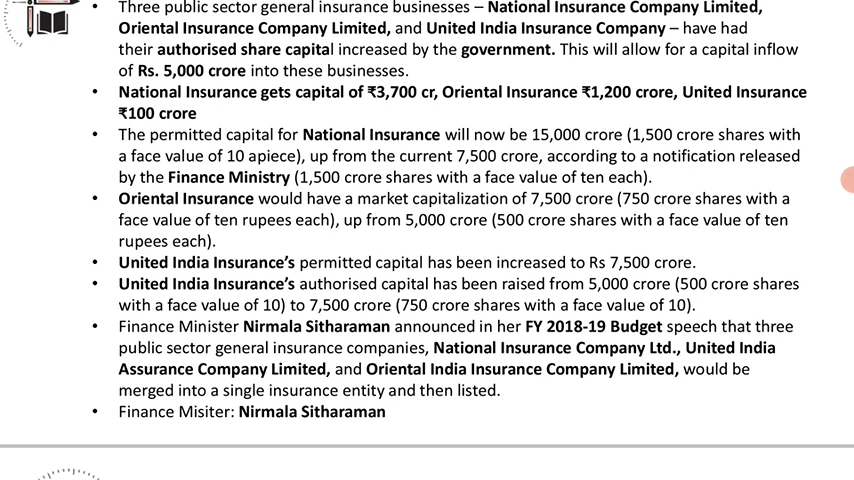 • Three public sector general insurance businesses – National Insurance Company Limited,
Oriental Insurance Company Limited, and United India Insurance Company – have had
their authorised share capital increased by the government. This will allow for a capital inflow
of Rs. 5,000 crore into these businesses.
• National Insurance gets capital of ₹3,700 cr, Oriental Insurance ₹1,200 crore, United Insurance
₹100 crore
• The permitted capital for National Insurance will now be 15,000 crore (1,500 crore shares with
a face value of 10 apiece), up from the current 7,500 crore, according to a notification released
by the Finance Ministry (1,500 crore shares with a face value of ten each).
• Oriental Insurance would have a market capitalization of 7,500 crore (750 crore shares with a
face value of ten rupees each), up from 5,000 crore (500 crore shares with a face value of ten
rupees each).
• United India Insurance's permitted capital has been increased to Rs 7,500 crore.
• United India Insurance's authorised capital has been raised from 5,000 crore (500 crore shares
with a face value of 10) to 7,500 crore (750 crore shares with a face value of 10).
• Finance Minister Nirmala Sitharaman announced in her FY 2018-19 Budget speech that three
public sector general insurance companies, National Insurance Company Ltd., United India
Assurance Company Limited, and Oriental India Insurance Company Limited, would be
merged into a single insurance entity and then listed.
• Finance Misiter: Nirmala Sitharaman